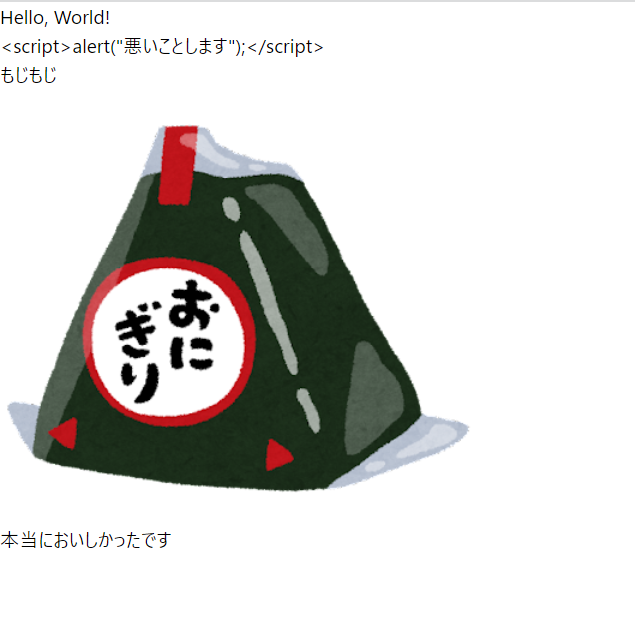 Hello, World!
<script>alert("悪いことします");</script>
もじもじ
おに
ぎり
本当においしかったです